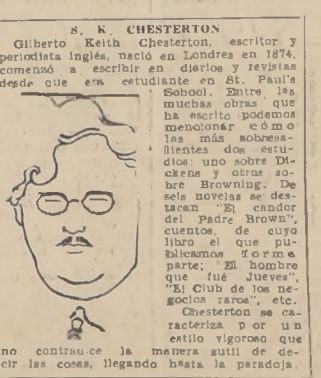 S. K. CHESTERTON
Gilberto Keith Chesterton, escritor y
periodista inglés, nació en Londres en 1874,
comenzó a escribir en diarios y revistas
desde que era estudiante en St. Paul's
School. Entre las
muchas obras que
ha escrito podemos
mencionar cómo
las más sobresa-
lientes dos estu-
dios: uno sobre Di-
ckens y otros so-
bre Browning. De
seis novelas se des-
tacan "El candor
del Padre Brown",
cuentos, de cuyo
libro el que pu-
blicamos forme
parte; "El hombre
que fué Jueves",
"El Club de los ne-
gocios raros", etc.
Chesterton se ca-
racteriza por un
estilo vigoroso que
no contradice la manera sutil de de-
cir las cosas, llegando hasta la paradoja.